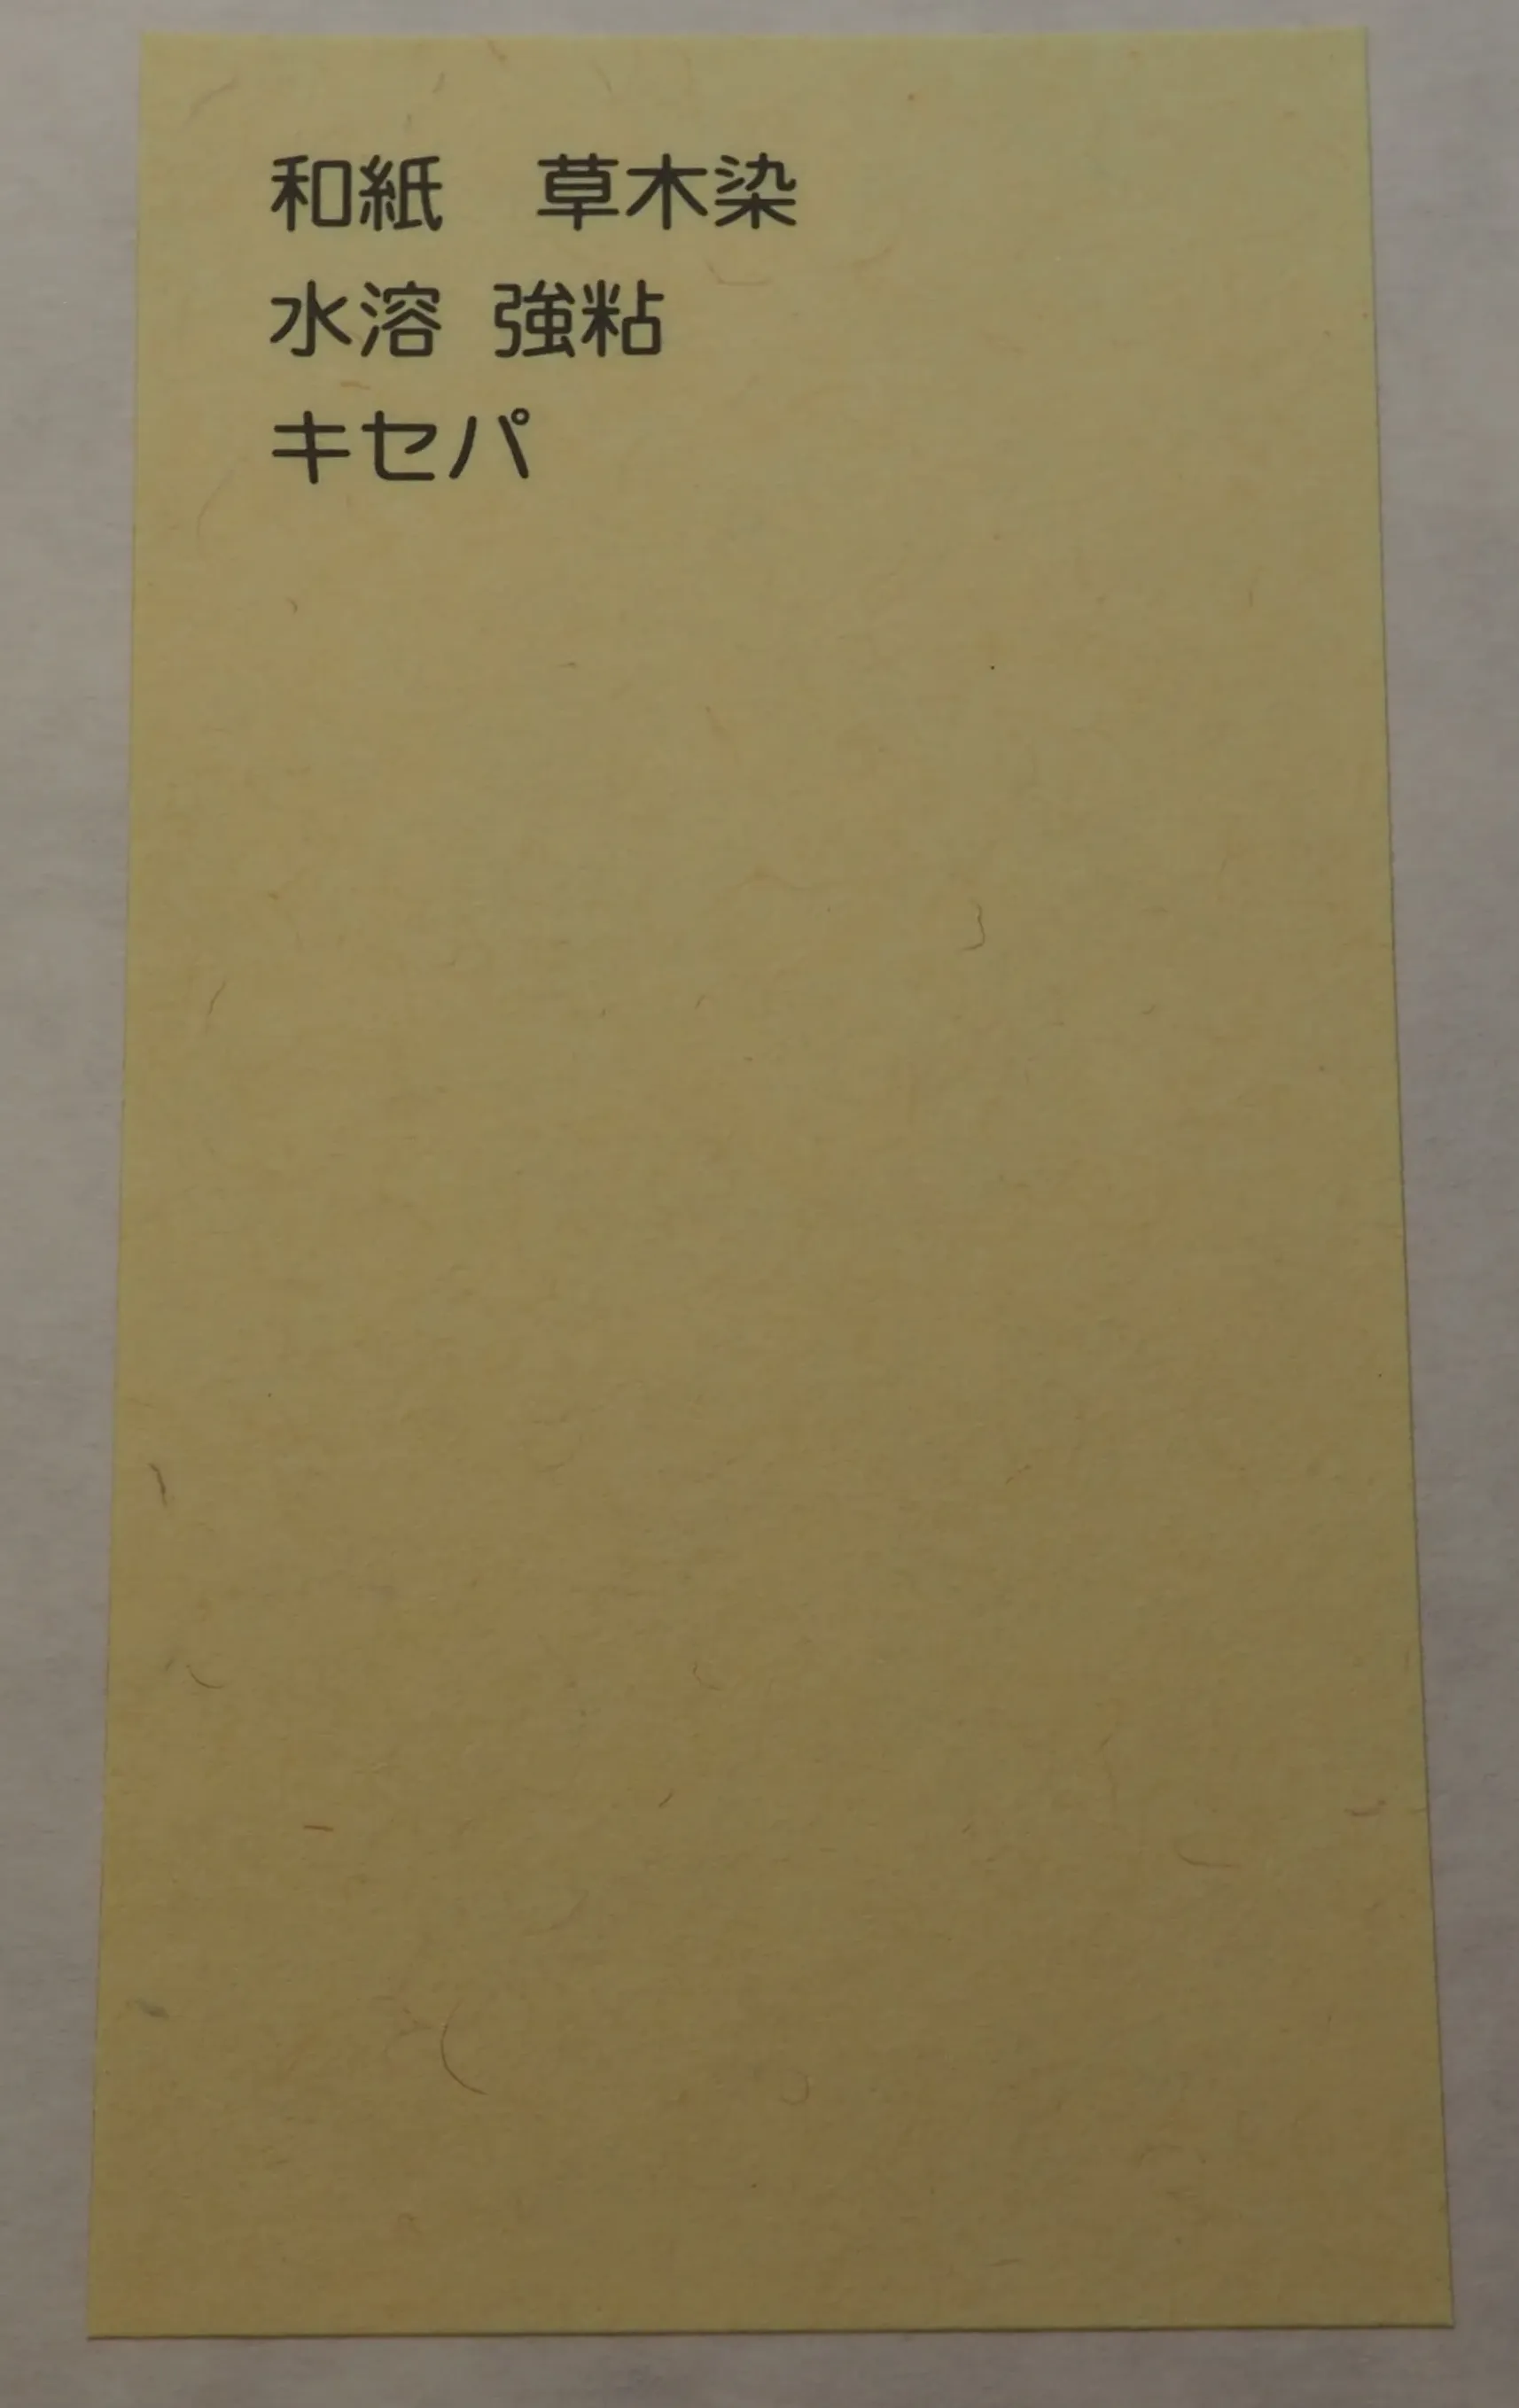 和紙　草木染
水溶 強粘
キセパ